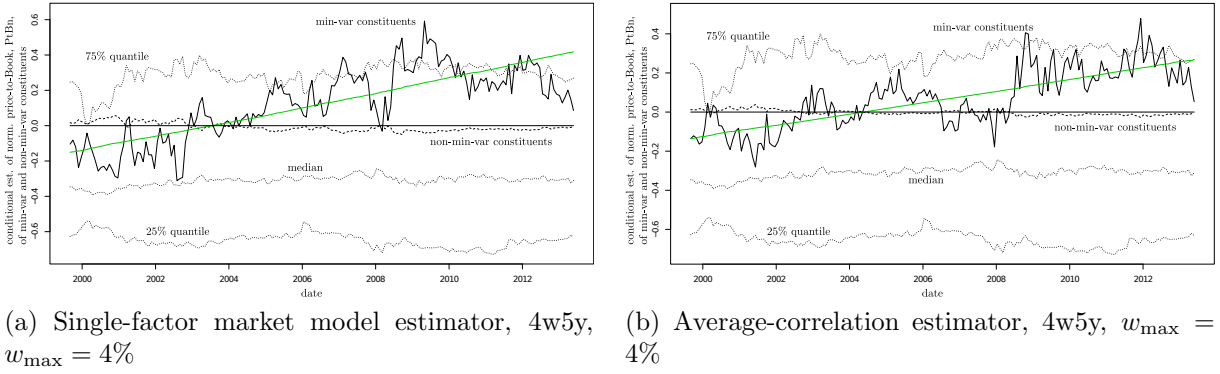 conditional est. of norm. price-to-Book, PtBn,
of min-var and non-min-var constituents
0.6
0.4
0.2
0.0
-0.2
-0.4
-0.6
min-var constituents
75% quantile
non-min-var constituents
median
25% quantile
2000 2002 2004 2006 2008 2010 2012
date
(a) Single-factor market model estimator, 4w5y,
w_max = 4%
conditional est. of norm. price-to-Book, PtBn,
of min-var and non-min-var constituents
0.4
0.2
0.0
-0.2
-0.4
-0.6
min-var constituents
75% quantile
non-min-var constituents
median
25% quantile
2000 2002 2004 2006 2008 2010 2012
date
(b) Average-correlation estimator, 4w5y, w_max =
4%